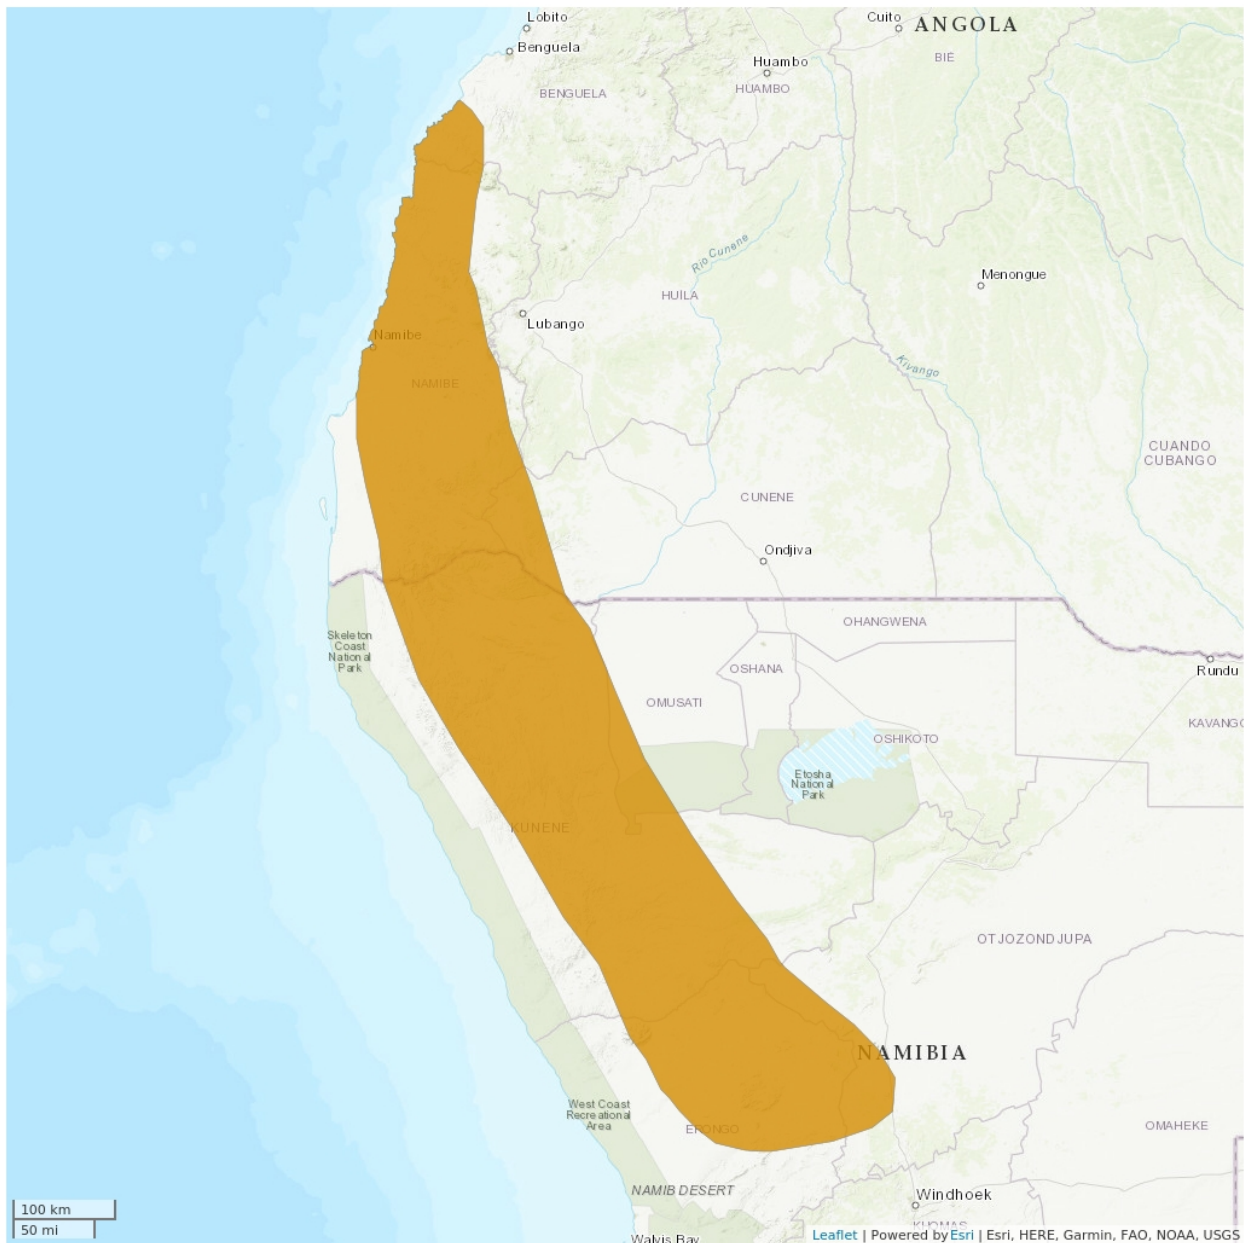 Lobito
Cuito
ANGOLA
Benguela
BIÉ
Huambo
BENGUELA
HUAMBO
Rio Cunene
Menongue
HUÍLA
Lubango
Namibe
Kivango
NAMIBE
CUANDO
CUBANGO
CUNENE
Ondjiva
OHANGWENA
Skeleton
Coast
National
Park
OSHANA
Rundu
OMUSATI
KAVANGO
OSHIKOTO
Etosha
National
Park
KUNENE
OTJOZONDJUPA
NAMIBIA
West Coast
Recreational
Area
ERONGO
OMAHEKE
NAMIB DESERT
Windhoek
100 km
50 mi
KHOMAS
Walvis Bay
Leaflet | Powered by Esri | Esri, HERE, Garmin, FAO, NOAA, USGS